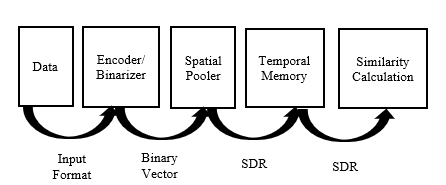 Data
Encoder/
Binarizer
Spatial
Pooler
Temporal
Memory
Similarity
Calculation
Input
Format
Binary
Vector
SDR
SDR